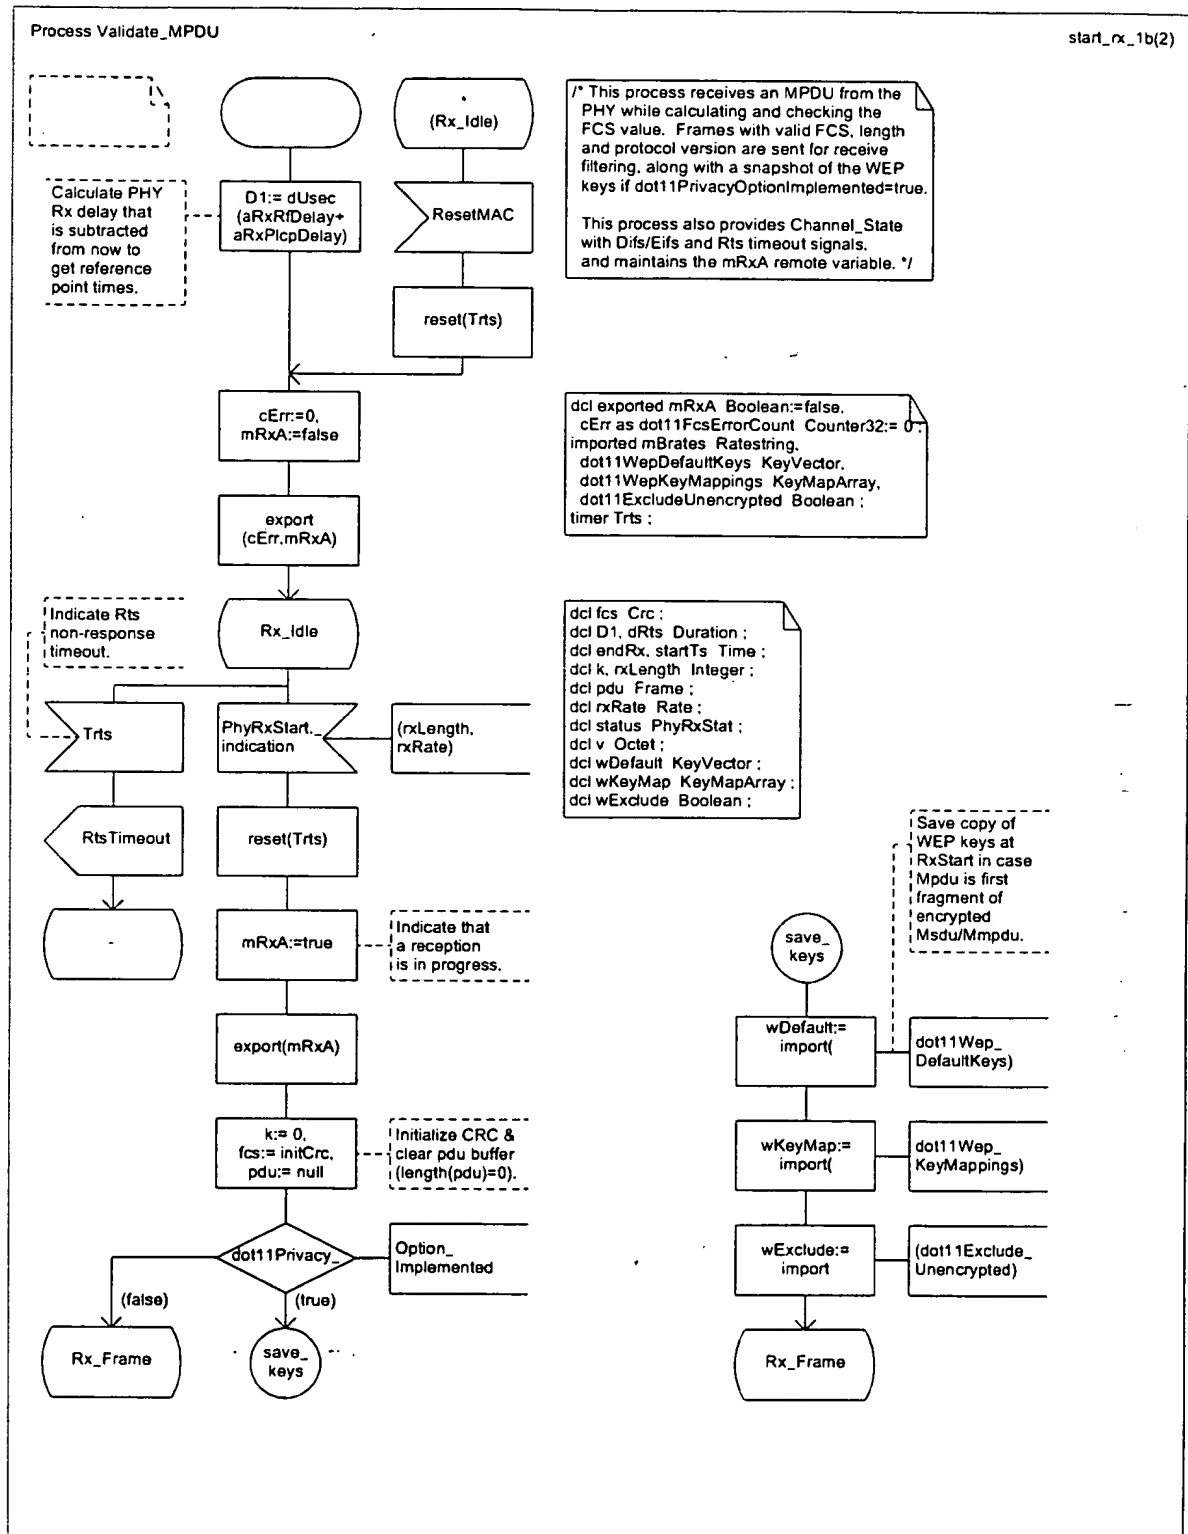 Process Validate_MPDU
start_rx_1b(2)
*
(Rx_Idle)
/* This process receives an MPDU from the
PHY while calculating and checking the
FCS value. Frames with valid FCS, length
and protocol version are sent for receive
filtering, along with a snapshot of the WEP
keys if dot11PrivacyOptionImplemented=true.
This process also provides Channel_State
with Difs/Eifs and Rts timeout signals,
and maintains the mRxA remote variable. */
Calculate PHY
Rx delay that
is subtracted
from now to
get reference
point times.
D1:= dUsec
(aRxRfDelay+
aRxPlcpDelay)
ResetMAC
reset(Trts)
cErr:=0,
mRxA:=false
dcl exported mRxA Boolean:=false,
cErr as dot11FcsErrorCount Counter32:= 0 ;
imported mBrates Ratestring,
dot11WepDefaultKeys KeyVector,
dot11WepKeyMappings KeyMapArray,
dot11ExcludeUnencrypted Boolean ;
timer Trts ;
export
(cErr,mRxA)
Indicate Rts
non-response
timeout.
Rx_Idle
dcl fcs Crc ;
dcl D1, dRts Duration ;
dcl endRx, startTs Time ;
dcl k, rxLength Integer ;
dcl pdu Frame ;
dcl rxRate Rate ;
dcl status PhyRxStat ;
dcl v Octet ;
dcl wDefault KeyVector ;
dcl wKeyMap KeyMapArray ;
dcl wExclude Boolean ;
Trts
PhyRxStart._
indication
(rxLength,
rxRate)
RtsTimeout
reset(Trts)
Save copy of
WEP keys at
RxStart in case
Mpdu is first
fragment of
encrypted
Msdu/Mmpdu.
-
mRxA:=true
Indicate that
a reception
is in progress.
save_
keys
export(mRxA)
wDefault:=
import(
dot11Wep_
DefaultKeys)
k:= 0,
fcs:= initCrc,
pdu:= null
Initialize CRC &
clear pdu buffer
(length(pdu)=0).
wKeyMap:=
import(
dot11Wep_
KeyMappings)
dot11Privacy_
Option_
Implemented
wExclude:=
import
(dot11Exclude_
Unencrypted)
(false)
(true)
Rx_Frame
save_
keys
Rx_Frame